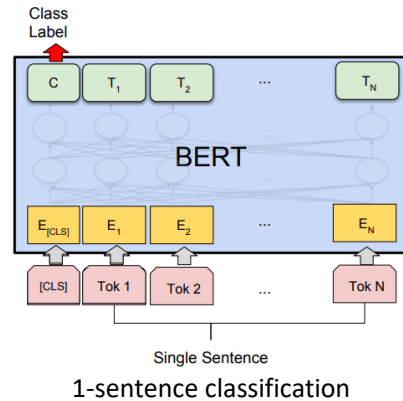 Class
Label
C T1 T2 ... TN
...
BERT
...
E[CLS] E1 E2 ... EN
[CLS] Tok 1 Tok 2 ... Tok N
Single Sentence
1-sentence classification